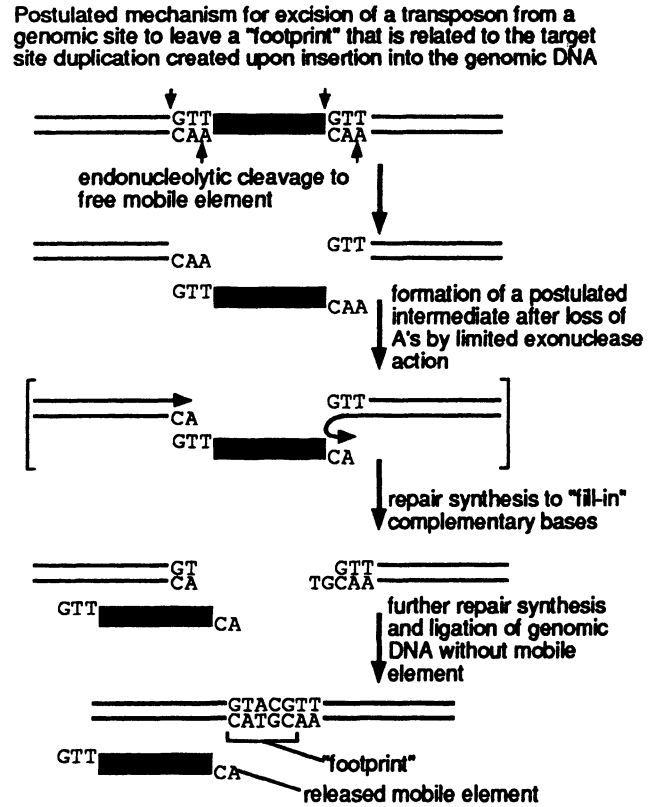 Postulated mechanism for excision of a transposon from a
genomic site to leave a "footprint" that is related to the target
site duplication created upon insertion into the genomic DNA
GTT GTT
CAA CAA
endonucleolytic cleavage to
free mobile element
GTT
CAA
GTT
CAA
formation of a postulated
intermediate after loss of
A's by limited exonuclease
action
GTT
CA
GTT
CA
repair synthesis to "fill-in"
complementary bases
GT GTT
CA TGCAA
GTT
CA
further repair synthesis
and ligation of genomic
DNA without mobile
element
GTACGTT
CATGCAA
GTT
CA
"footprint"
released mobile element